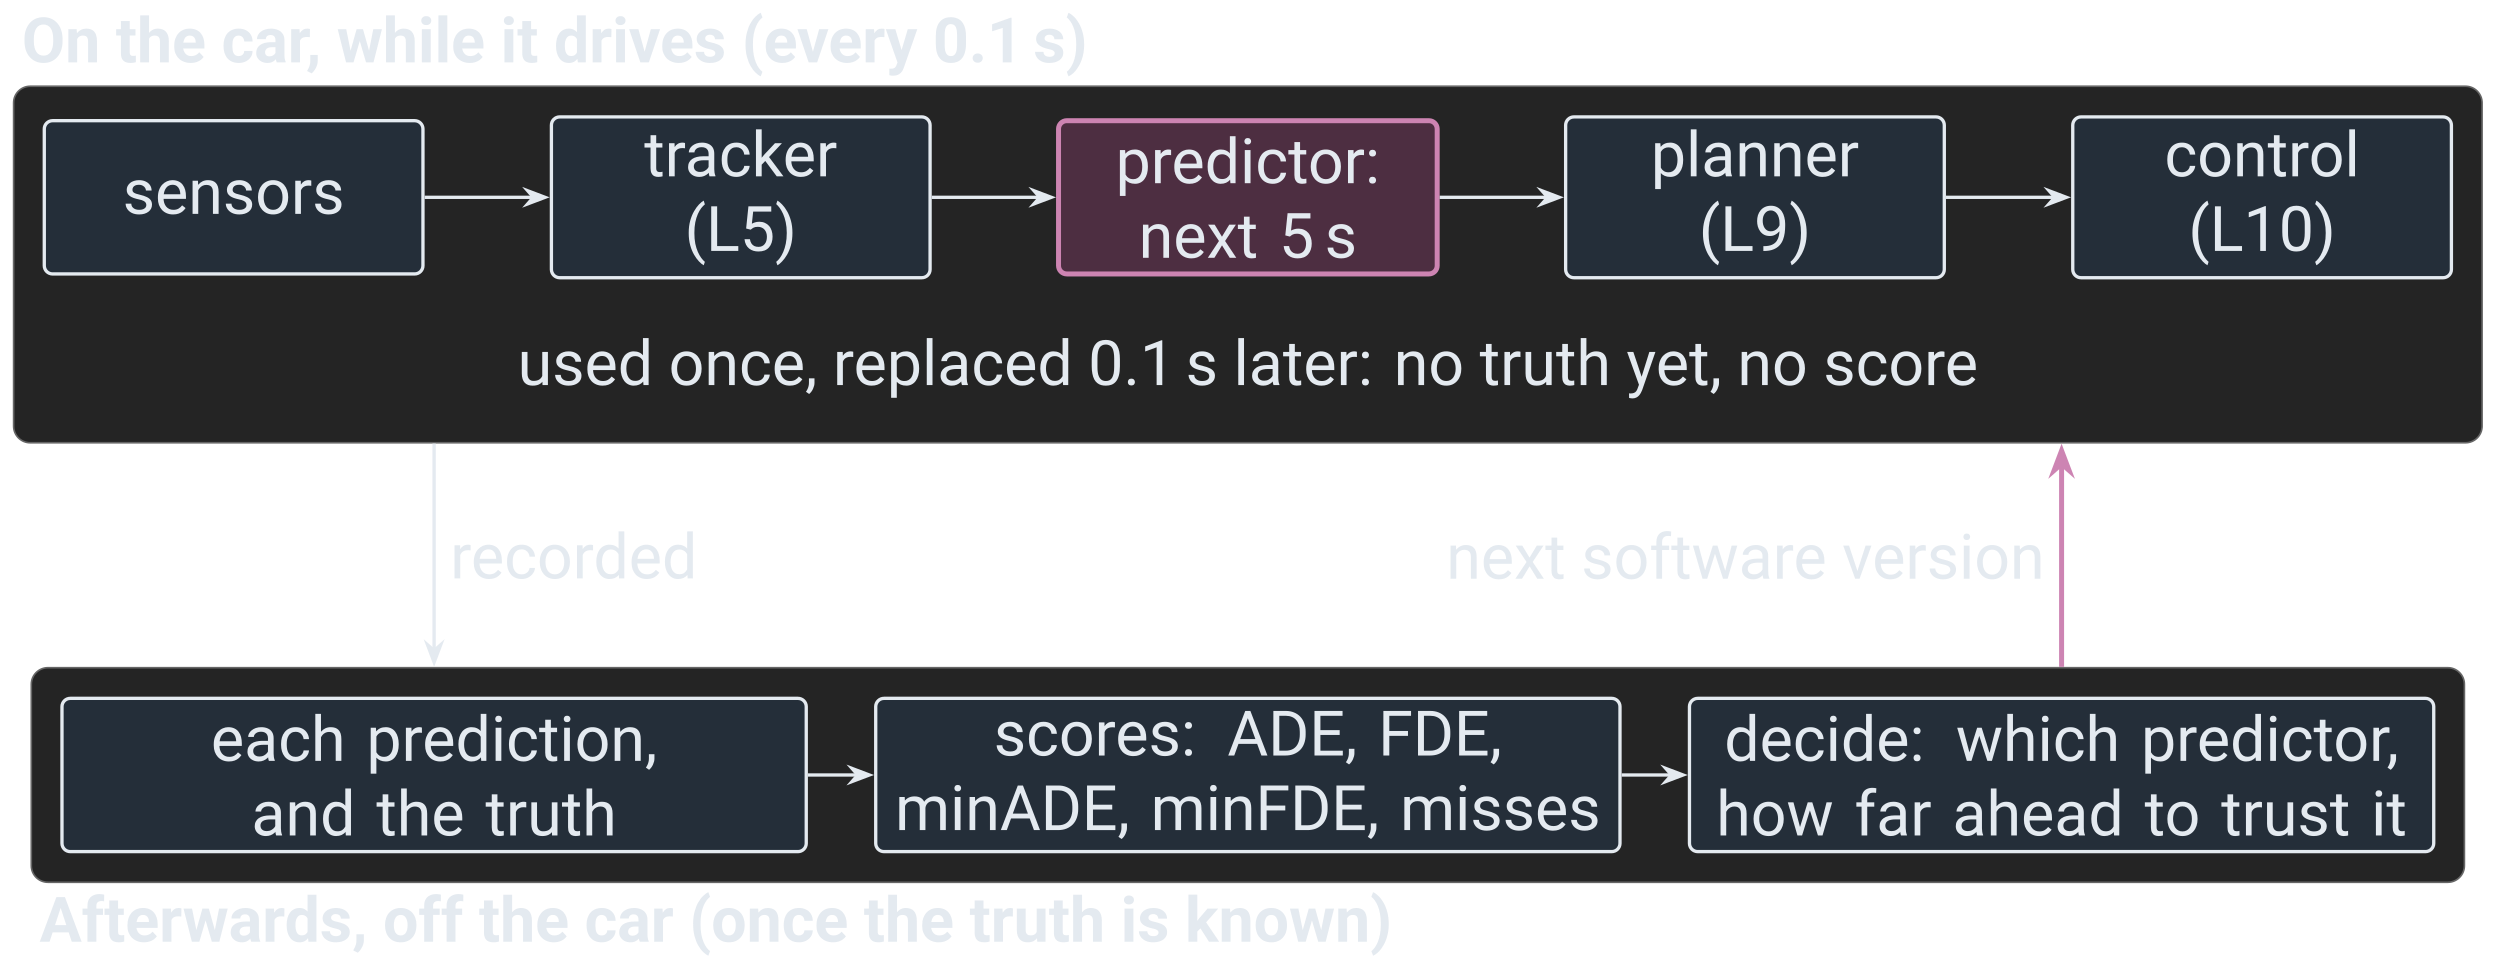 On the car, while it drives (every 0.1 s)
sensors
tracker
(L5)
predictor:
next 5 s
planner
(L9)
control
(L10)
used once, replaced 0.1 s later: no truth yet, no score
recorded
next software version
each prediction,
and the truth
scores: ADE, FDE,
minADE, minFDE, misses
decide: which predictor,
how far ahead to trust it
Afterwards, off the car (once the truth is known)